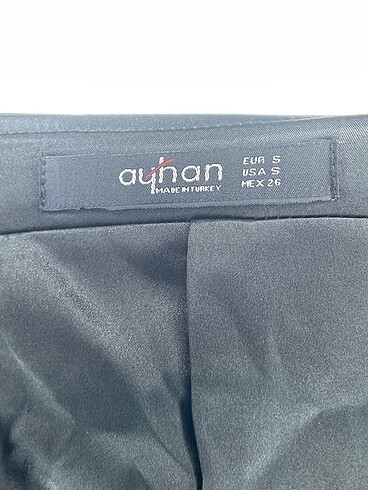 ayhan
MADE IN TURKEY
EUR S
USA S
MEX 26